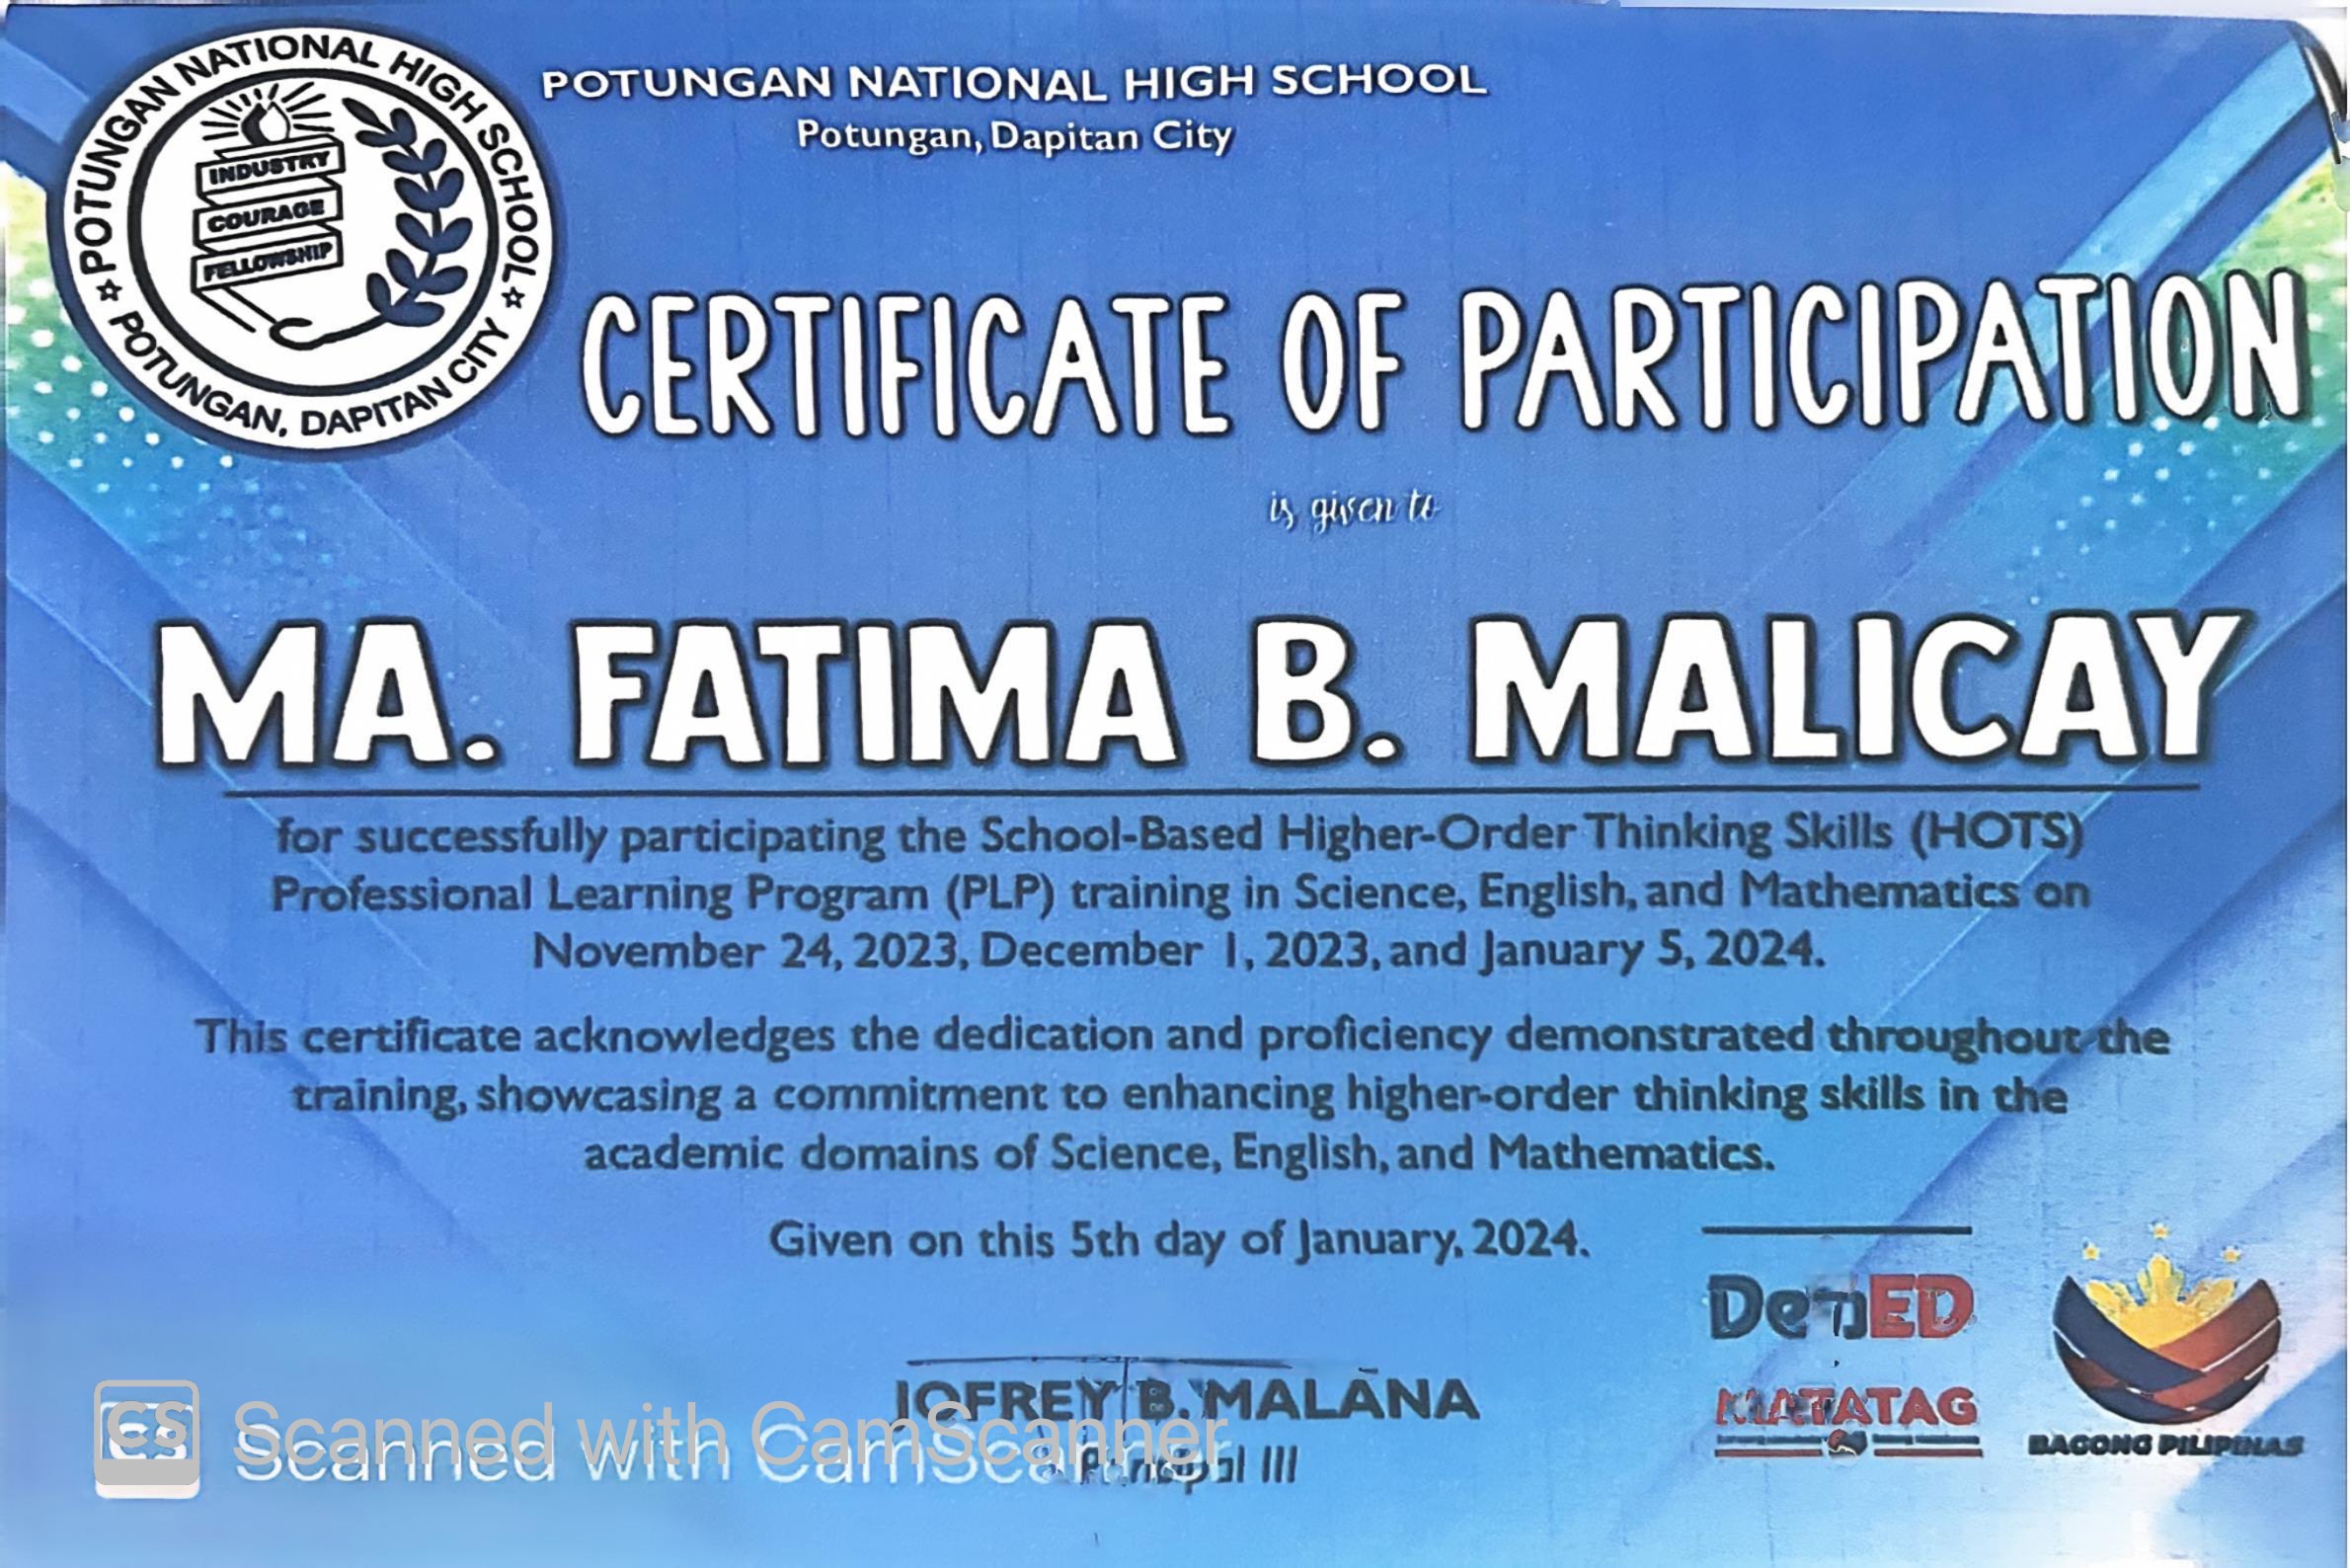 POTUNGAN NATIONAL HIGH SCHOOL
POTUNGAN, DAPITAN CITY
INDUSTRY
COURAGE
FELLOWSHIP
POTUNGAN NATIONAL HIGH SCHOOL
Potungan, Dapitan City
CERTIFICATE OF PARTICIPATION
is given to
MA. FATIMA B. MALICAY
for successfully participating the School-Based Higher-Order Thinking Skills (HOTS)
Professional Learning Program (PLP) training in Science, English, and Mathematics on
November 24, 2023, December 1, 2023, and January 5, 2024.
This certificate acknowledges the dedication and proficiency demonstrated throughout the
training, showcasing a commitment to enhancing higher-order thinking skills in the
academic domains of Science, English, and Mathematics.
Given on this 5th day of January, 2024.
JOFREY B. MALANA
Principal III
DepED
MATATAG
BAGONG PILIPINAS
CS Scanned with CamScanner